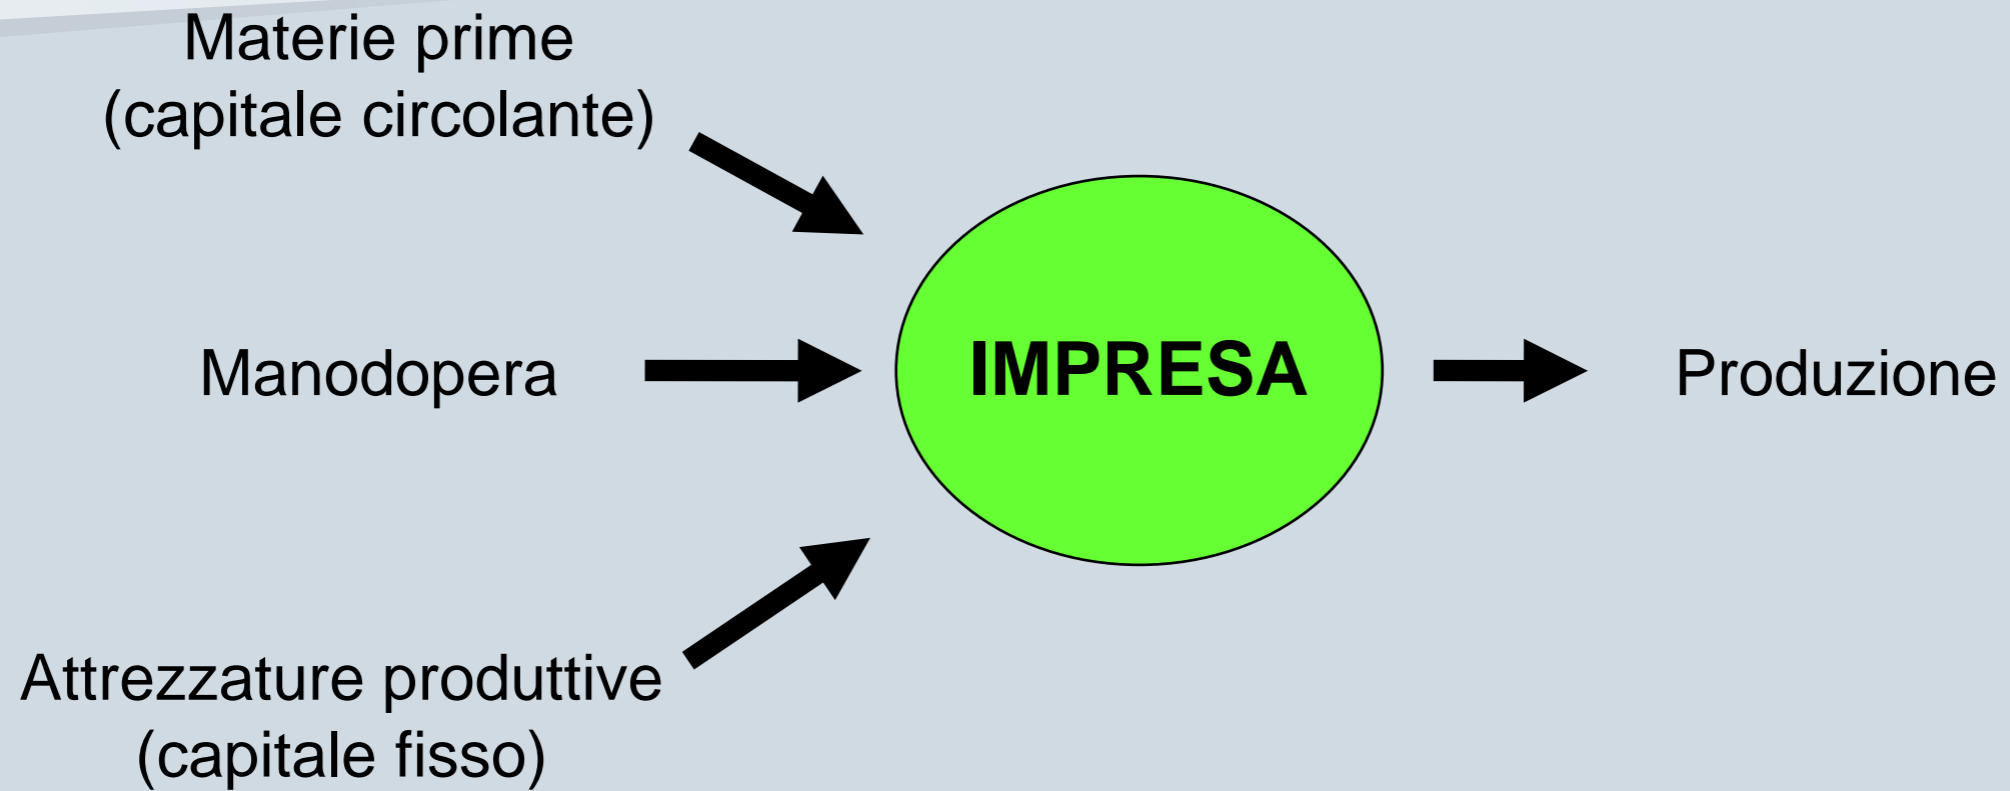 Materie prime
(capitale circolante)
Manodopera
IMPRESA
Produzione
Attrezzature produttive
(capitale fisso)